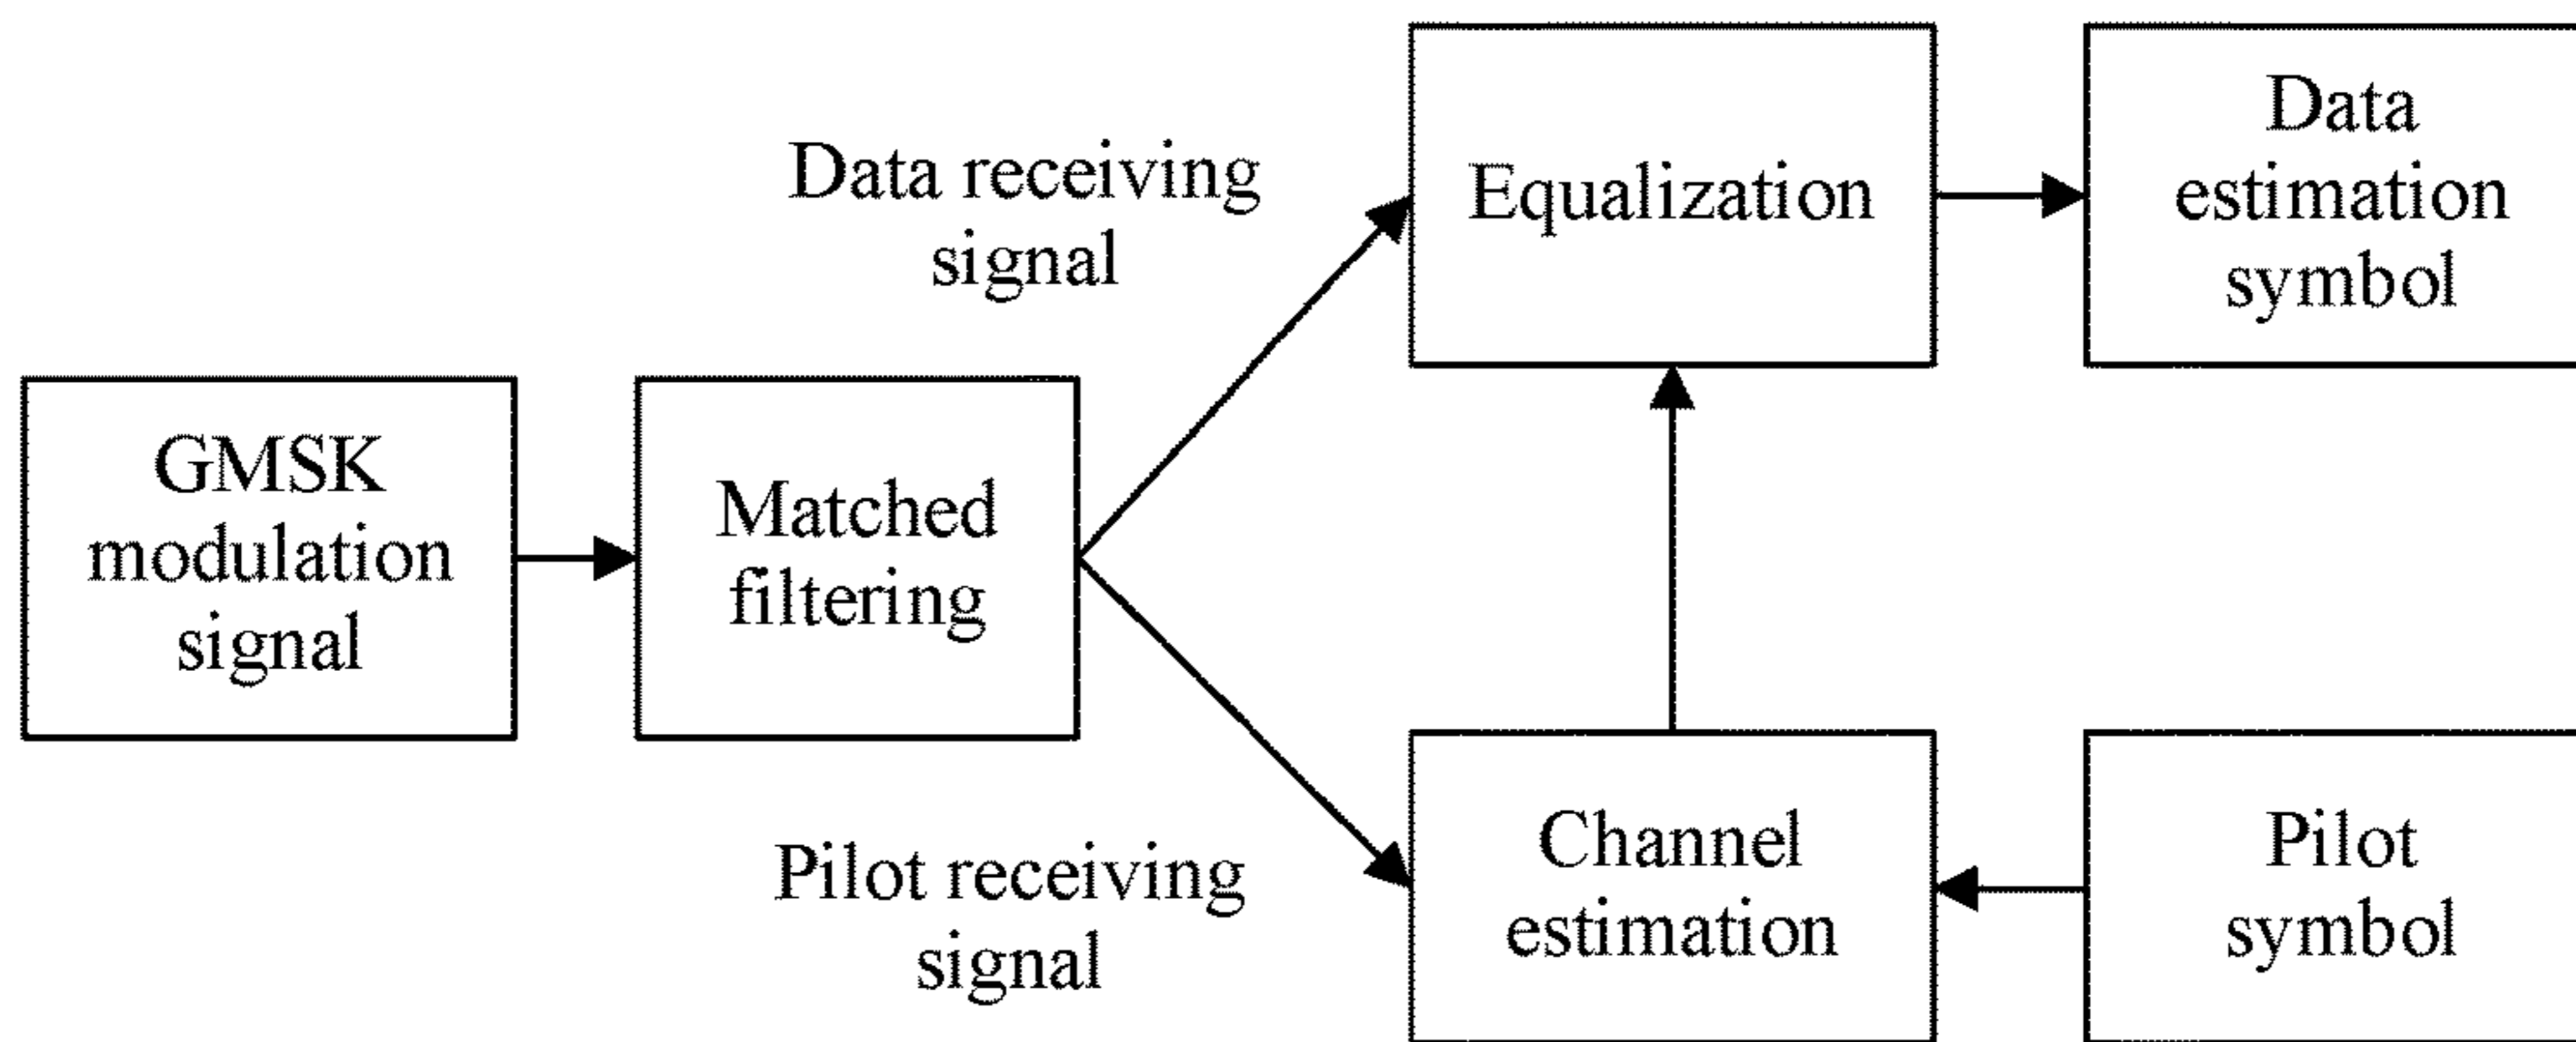 GMSK
modulation
signal
Matched
filtering
Data receiving
signal
Pilot receiving
signal
Equalization
Channel
estimation
Data
estimation
symbol
Pilot
symbol